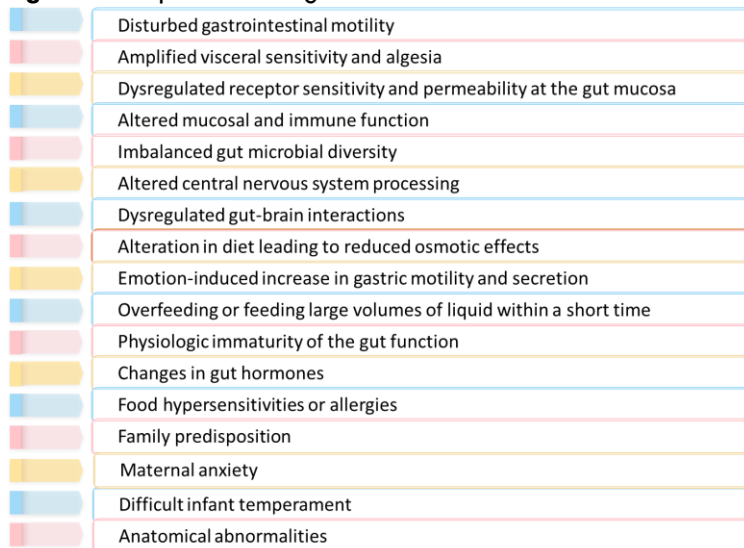 Disturbed gastrointestinal motility
Amplified visceral sensitivity and algesia
Dysregulated receptor sensitivity and permeability at the gut mucosa
Altered mucosal and immune function
Imbalanced gut microbial diversity
Altered central nervous system processing
Dysregulated gut-brain interactions
Alteration in diet leading to reduced osmotic effects
Emotion-induced increase in gastric motility and secretion
Overfeeding or feeding large volumes of liquid within a short time
Physiologic immaturity of the gut function
Changes in gut hormones
Food hypersensitivities or allergies
Family predisposition
Maternal anxiety
Difficult infant temperament
Anatomical abnormalities